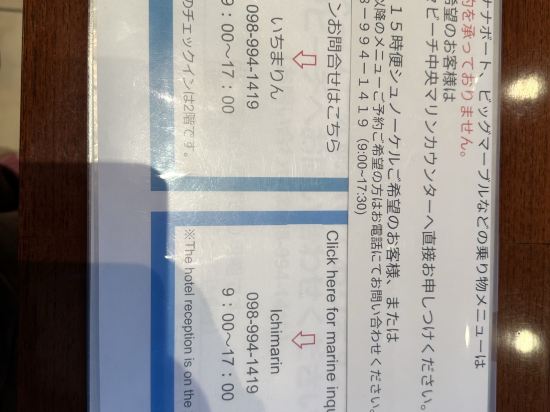 ナナボート、ビッグマーブルなどの乗り物メニューは
約を承っておりません。
希望のお客様は
マビーチ中央マリンカウンターへ直接お申しつけください。
15時便シュノーケルご希望のお客様、または
以降のメニューご予約ご希望の方はお電話にてお問い合わせください
8-994-1419 (9:00~17:30)
ンお問合せはこちら
いちまりん
098-994-1419
9:00~17:00
のチェックインは2階です。
Click here for marine inqu
Ichimarin
098-994-1419
9:00~17:00
※The hotel reception is on the